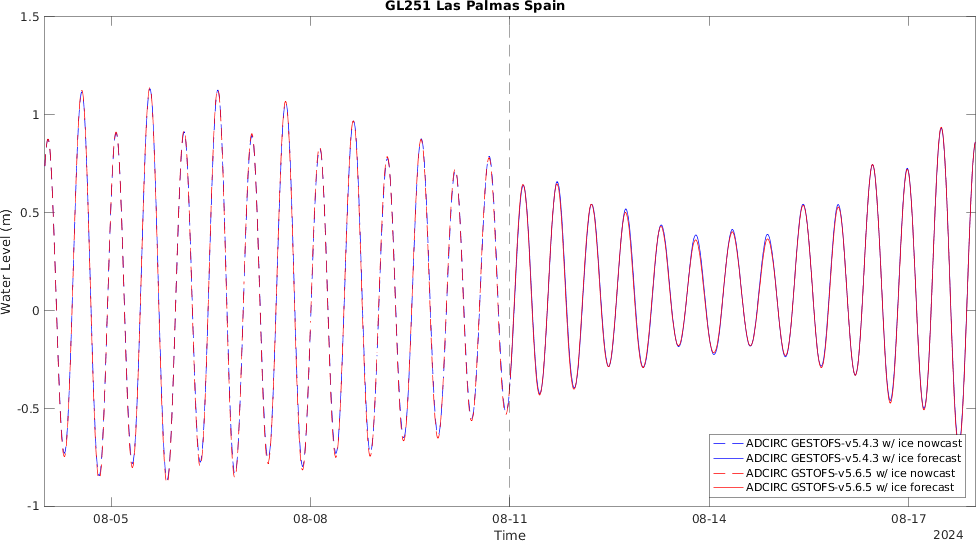 GL251 Las Palmas Spain
1.5
1
0.5
0
-0.5
-1
Water Level (m)
ADCIRC GESTOFS-v5.4.3 w/ ice nowcast
ADCIRC GESTOFS-v5.4.3 w/ ice forecast
ADCIRC GSTOFS-v5.6.5 w/ ice nowcast
ADCIRC GSTOFS-v5.6.5 w/ ice forecast
08-05 08-08 08-11 08-14 08-17
Time
2024